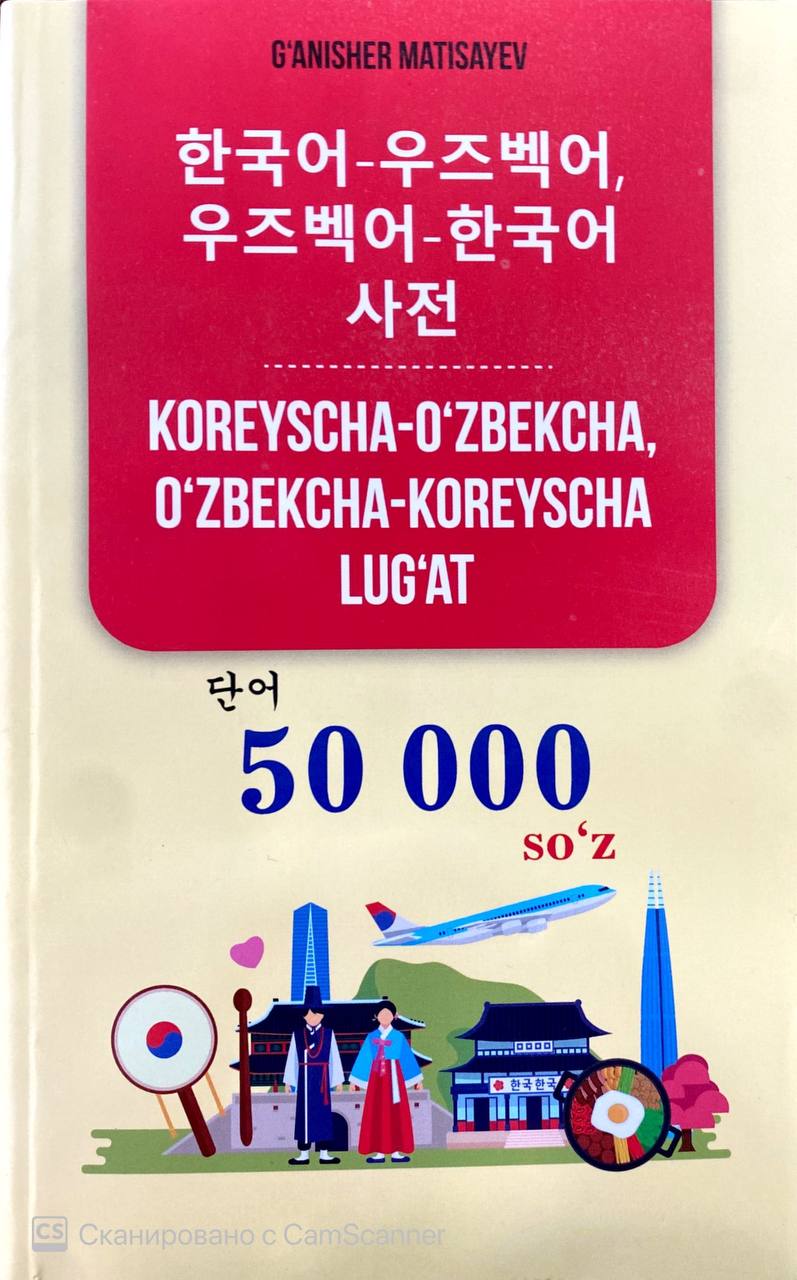 G‘ANISHER MATISAYEV
한국어-우즈벡어,
우즈벡어-한국어
사전
KOREYSCHA-O‘ZBEKCHA,
O‘ZBEKCHA-KOREYSCHA
LUG‘AT
단어
50 000
so‘z
한국한국
CS Сканировано с CamScanner